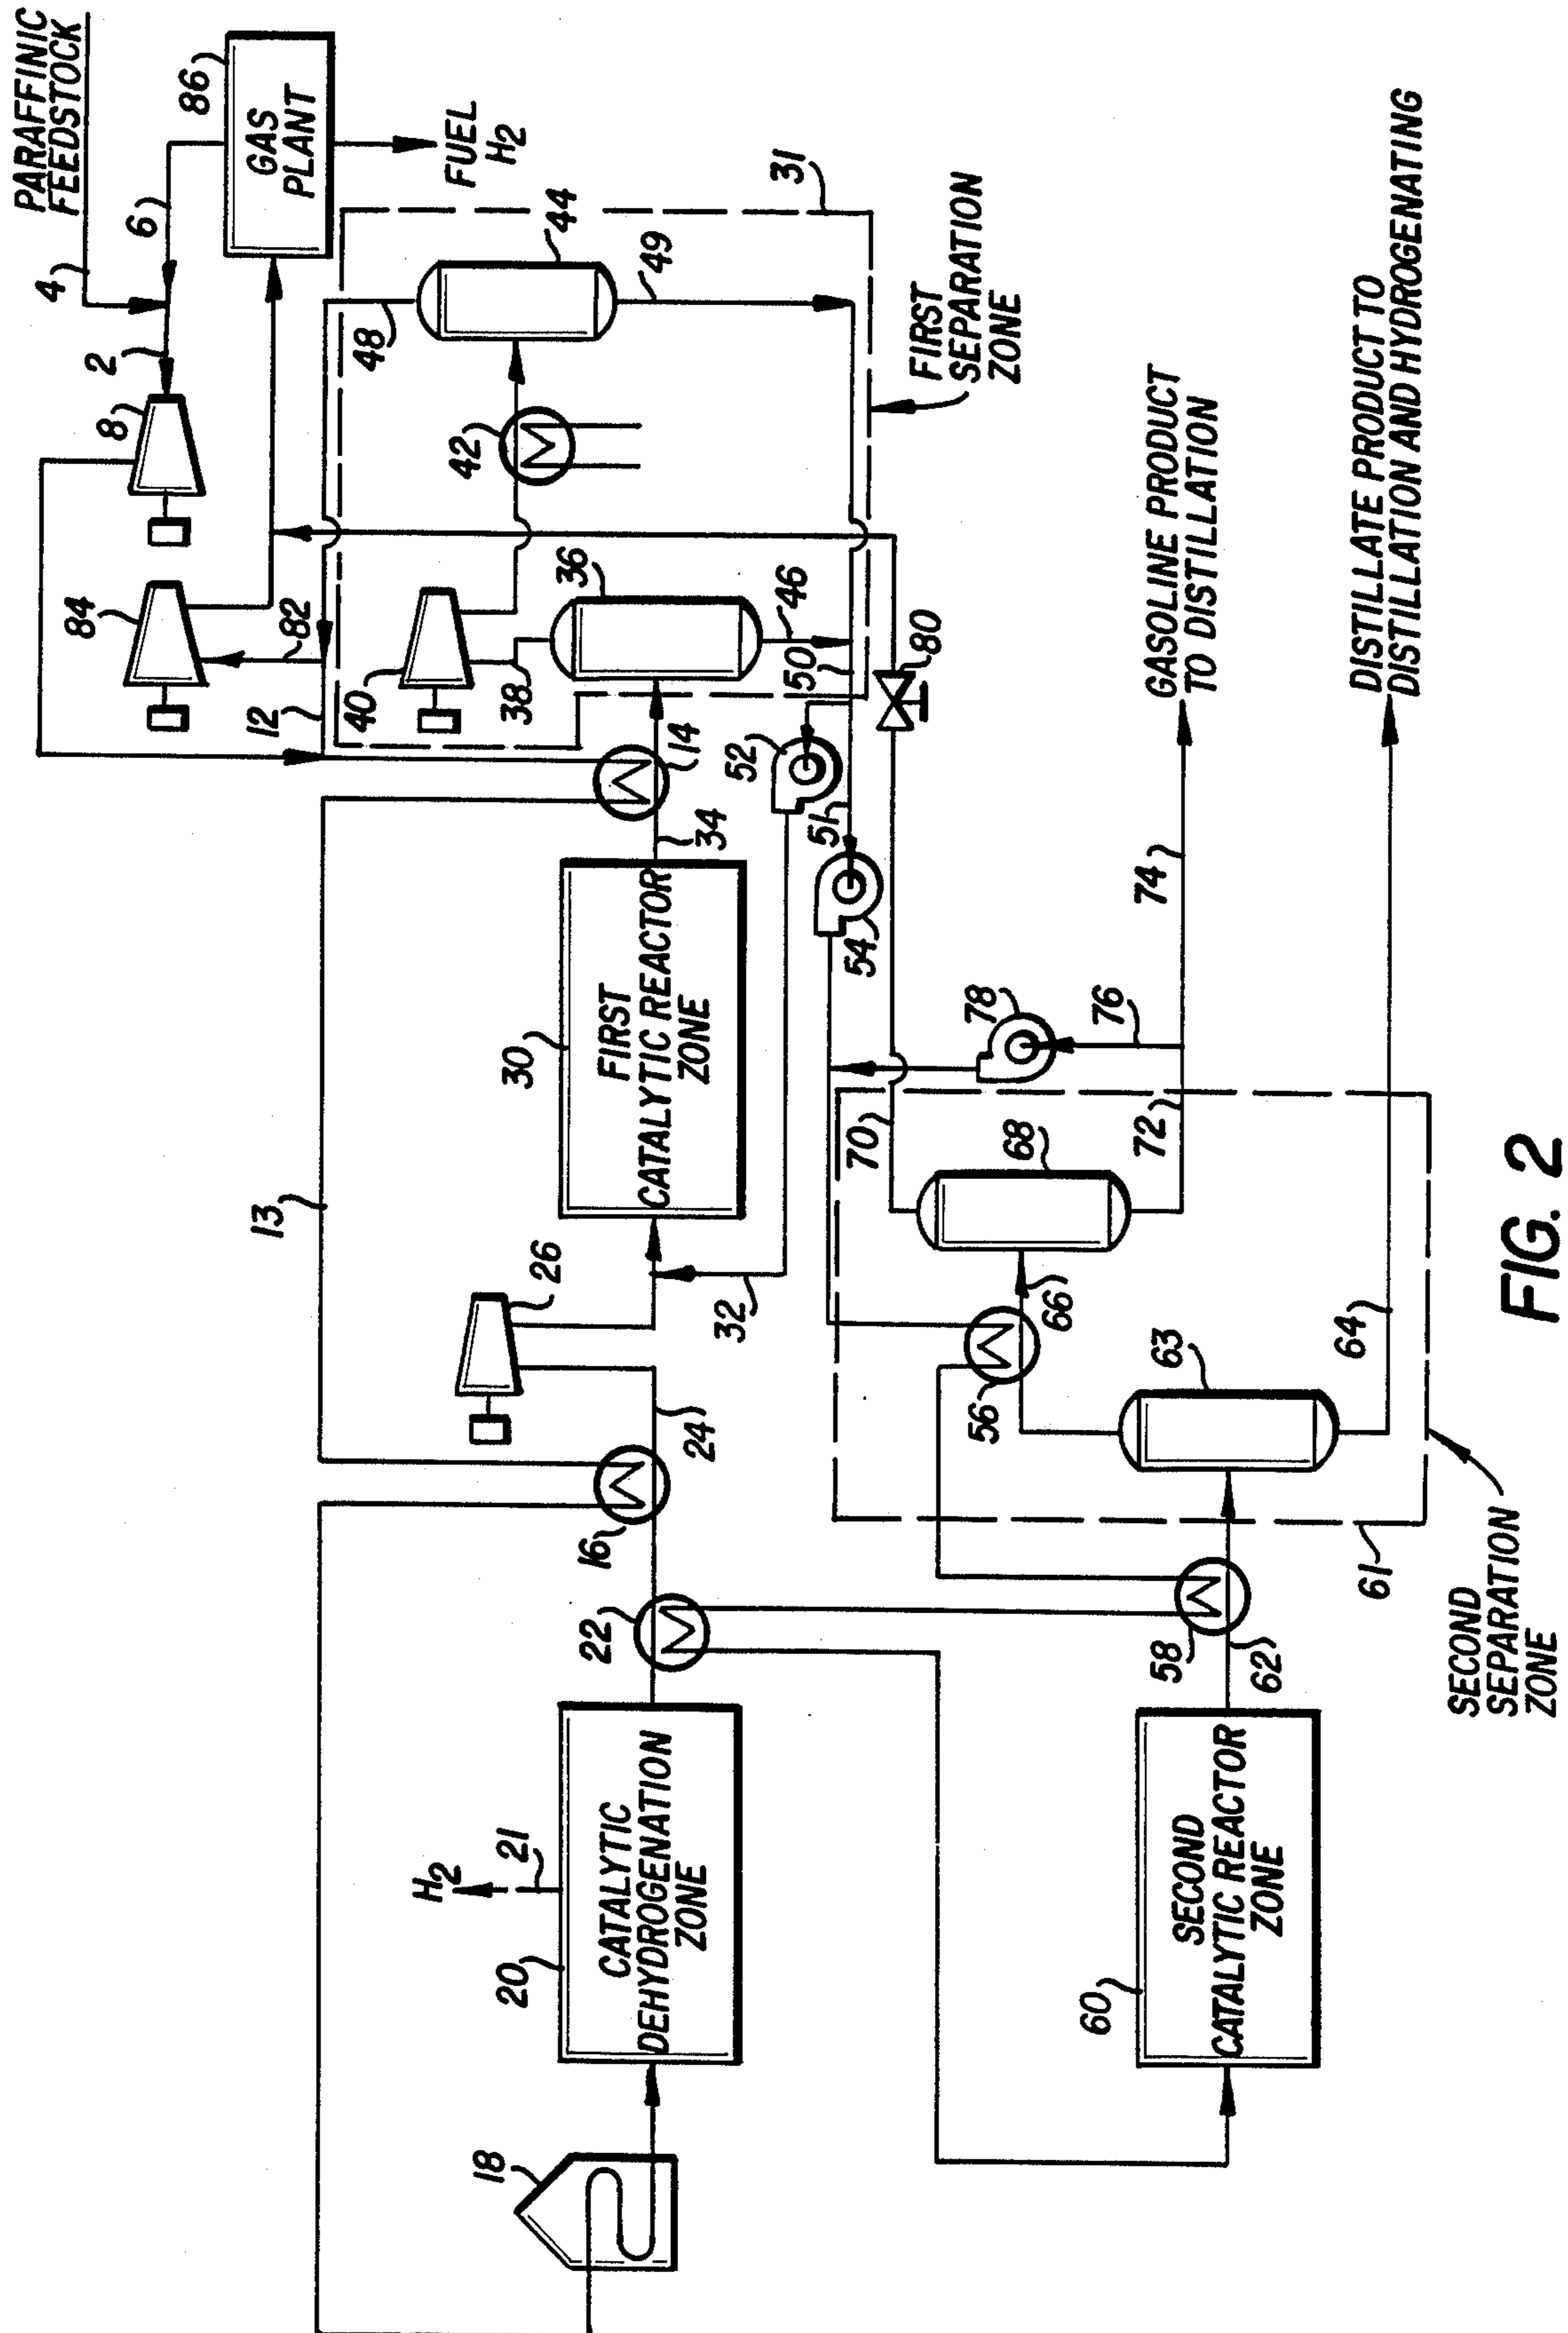 PARAFFINIC
FEEDSTOCK
4
6
2
8
86
GAS
PLANT
FUEL
H2
84
82
12
13
48
44
49
42
40
38
36
46
50
31
FIRST
SEPARATION
ZONE
14
34
52
51
54
80
30
FIRST
CATALYTIC REACTOR
ZONE
32
26
24
16
22
H2
21
20
CATALYTIC
DEHYDROGENATION
ZONE
18
70
68
72
78
76
74
GASOLINE PRODUCT
TO DISTILLATION
66
56
63
64
DISTILLATE PRODUCT TO
DISTILLATION AND HYDROGENATING
58
62
61
SECOND
SEPARATION
ZONE
60
SECOND
CATALYTIC REACTOR
ZONE
FIG. 2